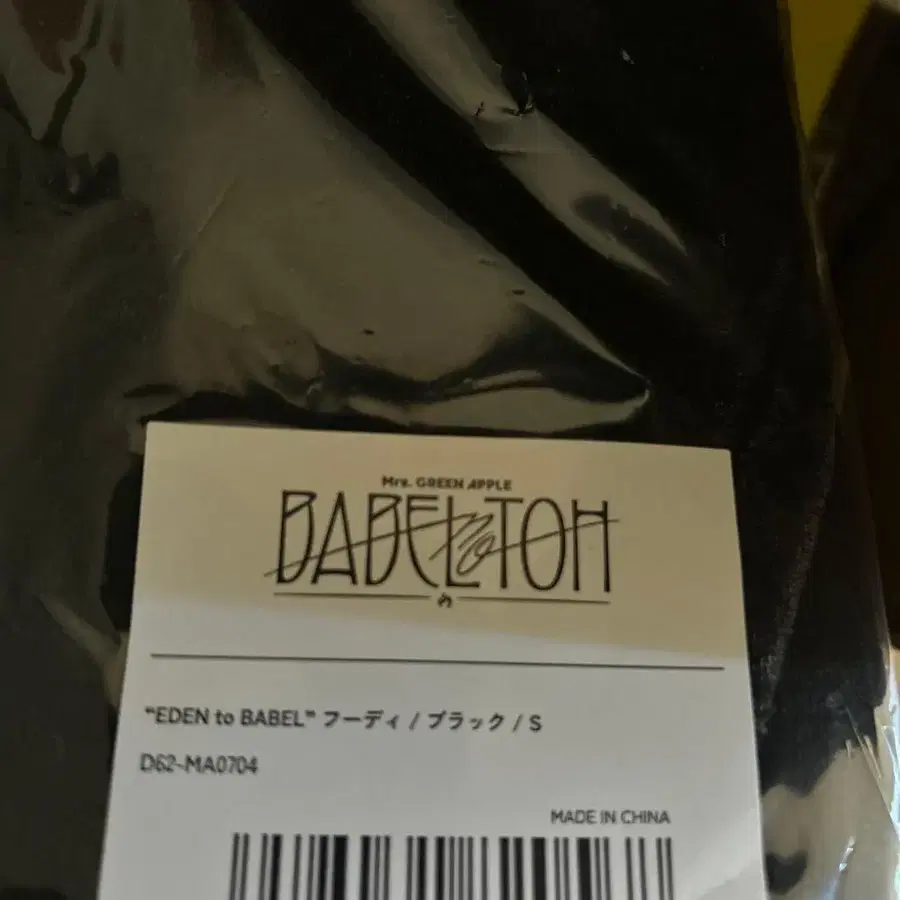 Mrs. GREEN APPLE
BABEL no TOH
“EDEN to BABEL” フーディ / ブラック / S
D62-MA0704
MADE IN CHINA